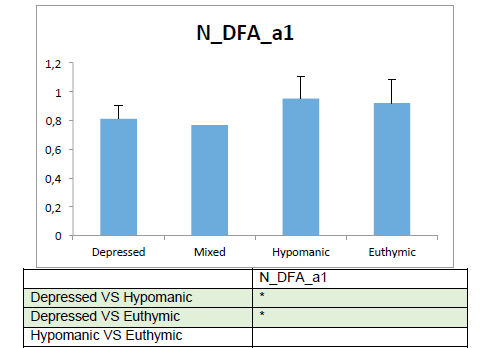 N_DFA_a1
1,2
1
0,8
0,6
0,4
0,2
0
Depressed Mixed Hypomanic Euthymic
N_DFA_a1
Depressed VS Hypomanic *
Depressed VS Euthymic *
Hypomanic VS Euthymic